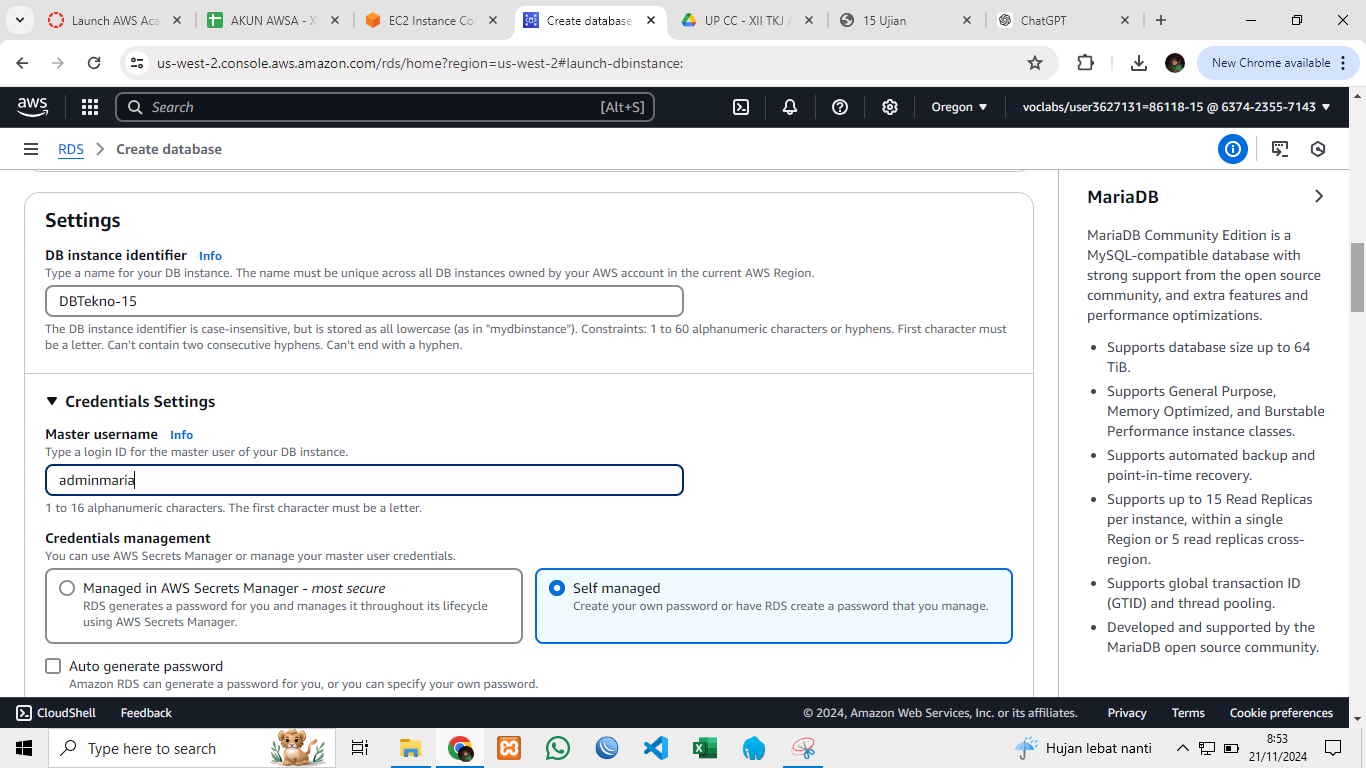 Launch AWS Aca
AKUN AWSA - X
EC2 Instance Co
Create database
UP CC - XII TKJ A
15 Ujian
ChatGPT
us-west-2.console.aws.amazon.com/rds/home?region=us-west-2#launch-dbinstance:
New Chrome available
aws
Search
[Alt+S]
Oregon
voclabs/user3627131=86118-15 @ 6374-2355-7143
RDS
Create database
Settings
DB instance identifier Info
Type a name for your DB instance. The name must be unique across all DB instances owned by your AWS account in the current AWS Region.
DBTekno-15
The DB instance identifier is case-insensitive, but is stored as all lowercase (as in "mydbinstance"). Constraints: 1 to 60 alphanumeric characters or hyphens. First character must
be a letter. Can't contain two consecutive hyphens. Can't end with a hyphen.
Credentials Settings
Master username Info
Type a login ID for the master user of your DB instance.
adminmaria
1 to 16 alphanumeric characters. The first character must be a letter.
Credentials management
You can use AWS Secrets Manager or manage your master user credentials.
Managed in AWS Secrets Manager - most secure
RDS generates a password for you and manages it throughout its lifecycle
using AWS Secrets Manager.
Self managed
Create your own password or have RDS create a password that you manage.
Auto generate password
Amazon RDS can generate a password for you, or you can specify your own password.
MariaDB
MariaDB Community Edition is a
MySQL-compatible database with
strong support from the open source
community, and extra features and
performance optimizations.
Supports database size up to 64
TiB.
Supports General Purpose,
Memory Optimized, and Burstable
Performance instance classes.
Supports automated backup and
point-in-time recovery.
Supports up to 15 Read Replicas
per instance, within a single
Region or 5 read replicas cross-
region.
Supports global transaction ID
(GTID) and thread pooling.
Developed and supported by the
MariaDB open source community.
CloudShell
Feedback
© 2024, Amazon Web Services, Inc. or its affiliates.
Privacy
Terms
Cookie preferences
Type here to search
Hujan lebat nanti
8:53
21/11/2024